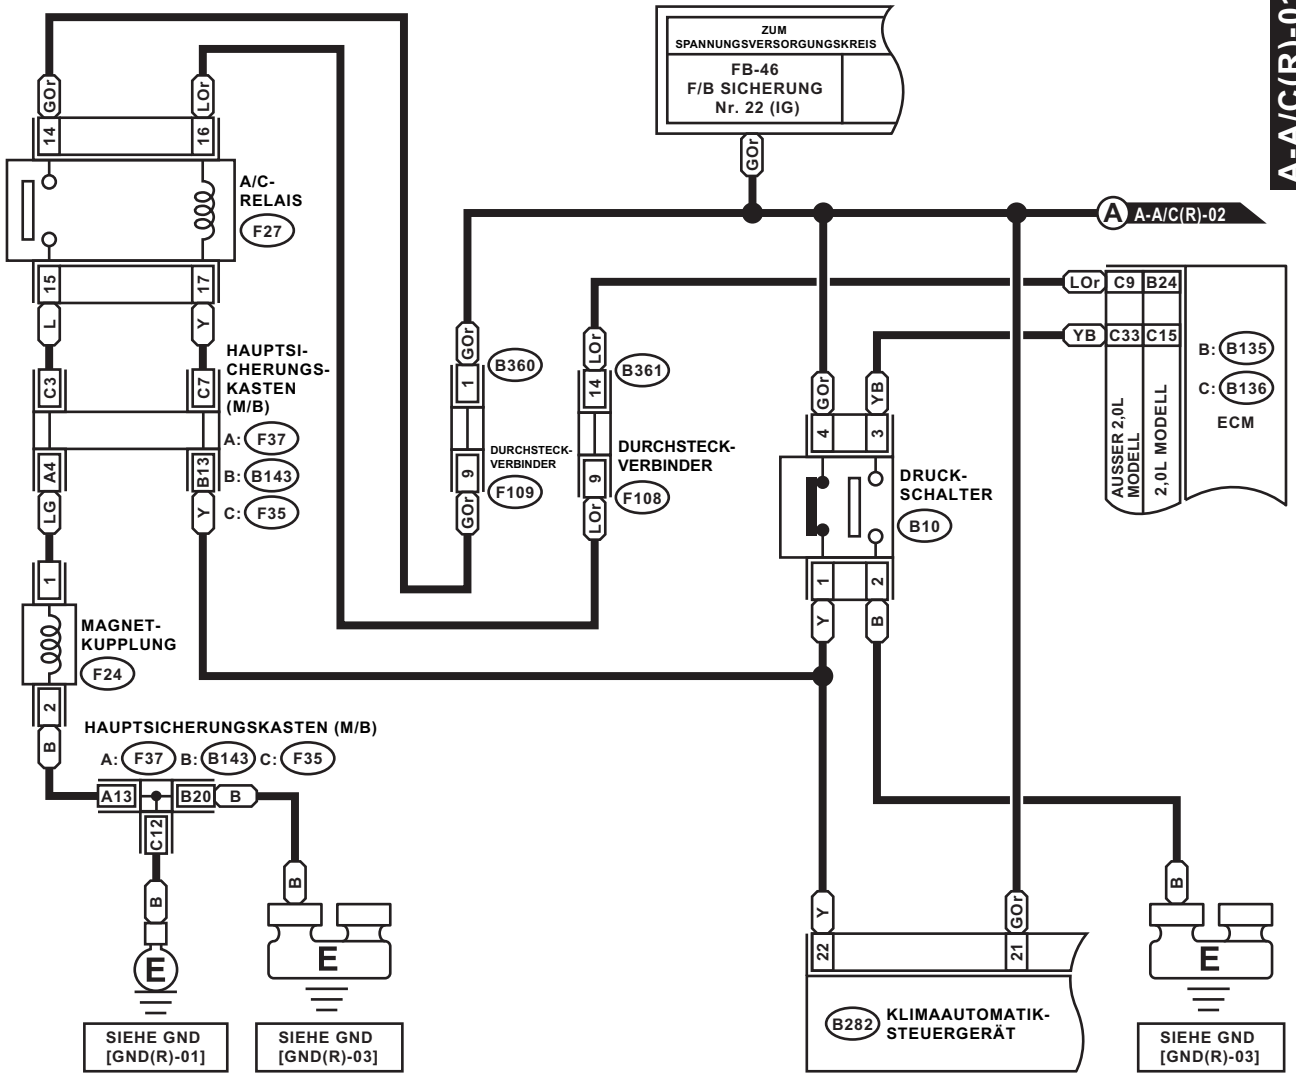 A-A/C(R)-01
ZUM
SPANNUNGSVERSORGUNGSKREIS
FB-46
F/B SICHERUNG
Nr. 22 (IG)
GOr
GOr
LOr
14
16
A/C-
RELAIS
F27
15
17
L
Y
A
A-A/C(R)-02
LOr
C9
B24
YB
C33
C15
B: B135
C: B136
ECM
AUSSER 2,0L
MODELL
2,0L MODELL
HAUPTSI-
CHERUNGS-
KASTEN
(M/B)
A: F37
B: B143
C: F35
C3
C7
A4
B13
LG
Y
GOr
1
B360
DURCHSTECK-
VERBINDER
9
F109
GOr
LOr
14
B361
DURCHSTECK-
VERBINDER
9
F108
LOr
GOr
YB
4
3
DRUCK-
SCHALTER
B10
1
2
Y
B
1
MAGNET-
KUPPLUNG
F24
2
B
HAUPTSICHERUNGSKASTEN (M/B)
A: F37 B: B143 C: F35
A13
B20
B
C12
B
B
E
E
SIEHE GND
[GND(R)-01]
SIEHE GND
[GND(R)-03]
Y
GOr
22
21
B282
KLIMAAUTOMATIK-
STEUERGERÄT
B
E
SIEHE GND
[GND(R)-03]